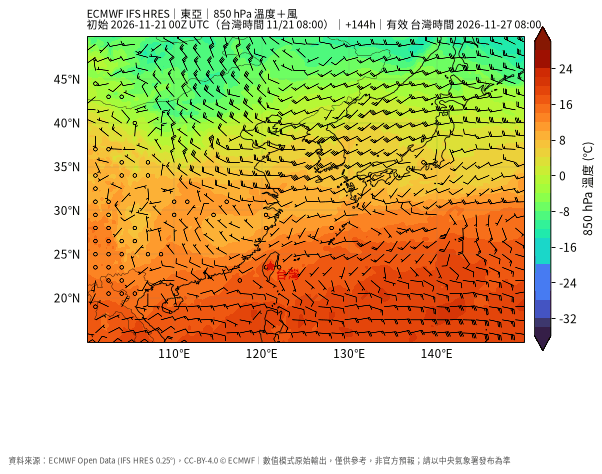 ECMWF IFS HRES｜東亞｜850 hPa 溫度＋風
初始 2026-11-21 00Z UTC（台灣時間 11/21 08:00）｜+144h｜有效 台灣時間 2026-11-27 08:00
45°N
40°N
35°N
30°N
25°N
20°N
110°E
120°E
130°E
140°E
台灣
24
16
8
0
-8
-16
-24
-32
850 hPa 溫度 (°C)
資料來源：ECMWF Open Data (IFS HRES 0.25°)，CC-BY-4.0 © ECMWF｜數值模式原始輸出，僅供參考，非官方預報；請以中央氣象署發布為準